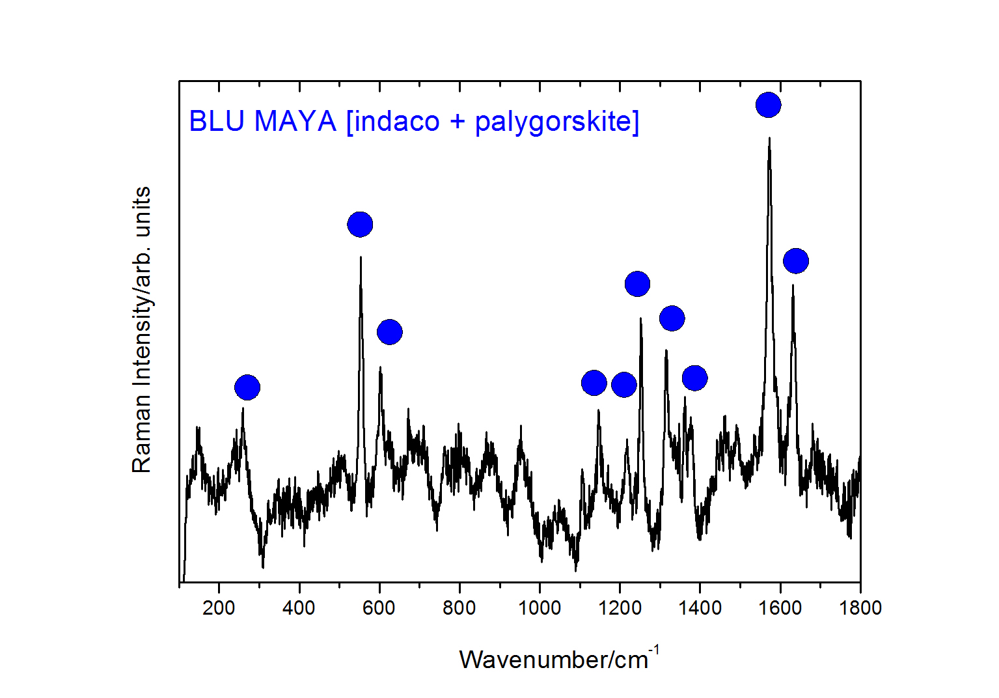 BLU MAYA [indaco + palygorskite]
Raman Intensity/arb. units
200 400 600 800 1000 1200 1400 1600 1800
Wavenumber/cm⁻¹